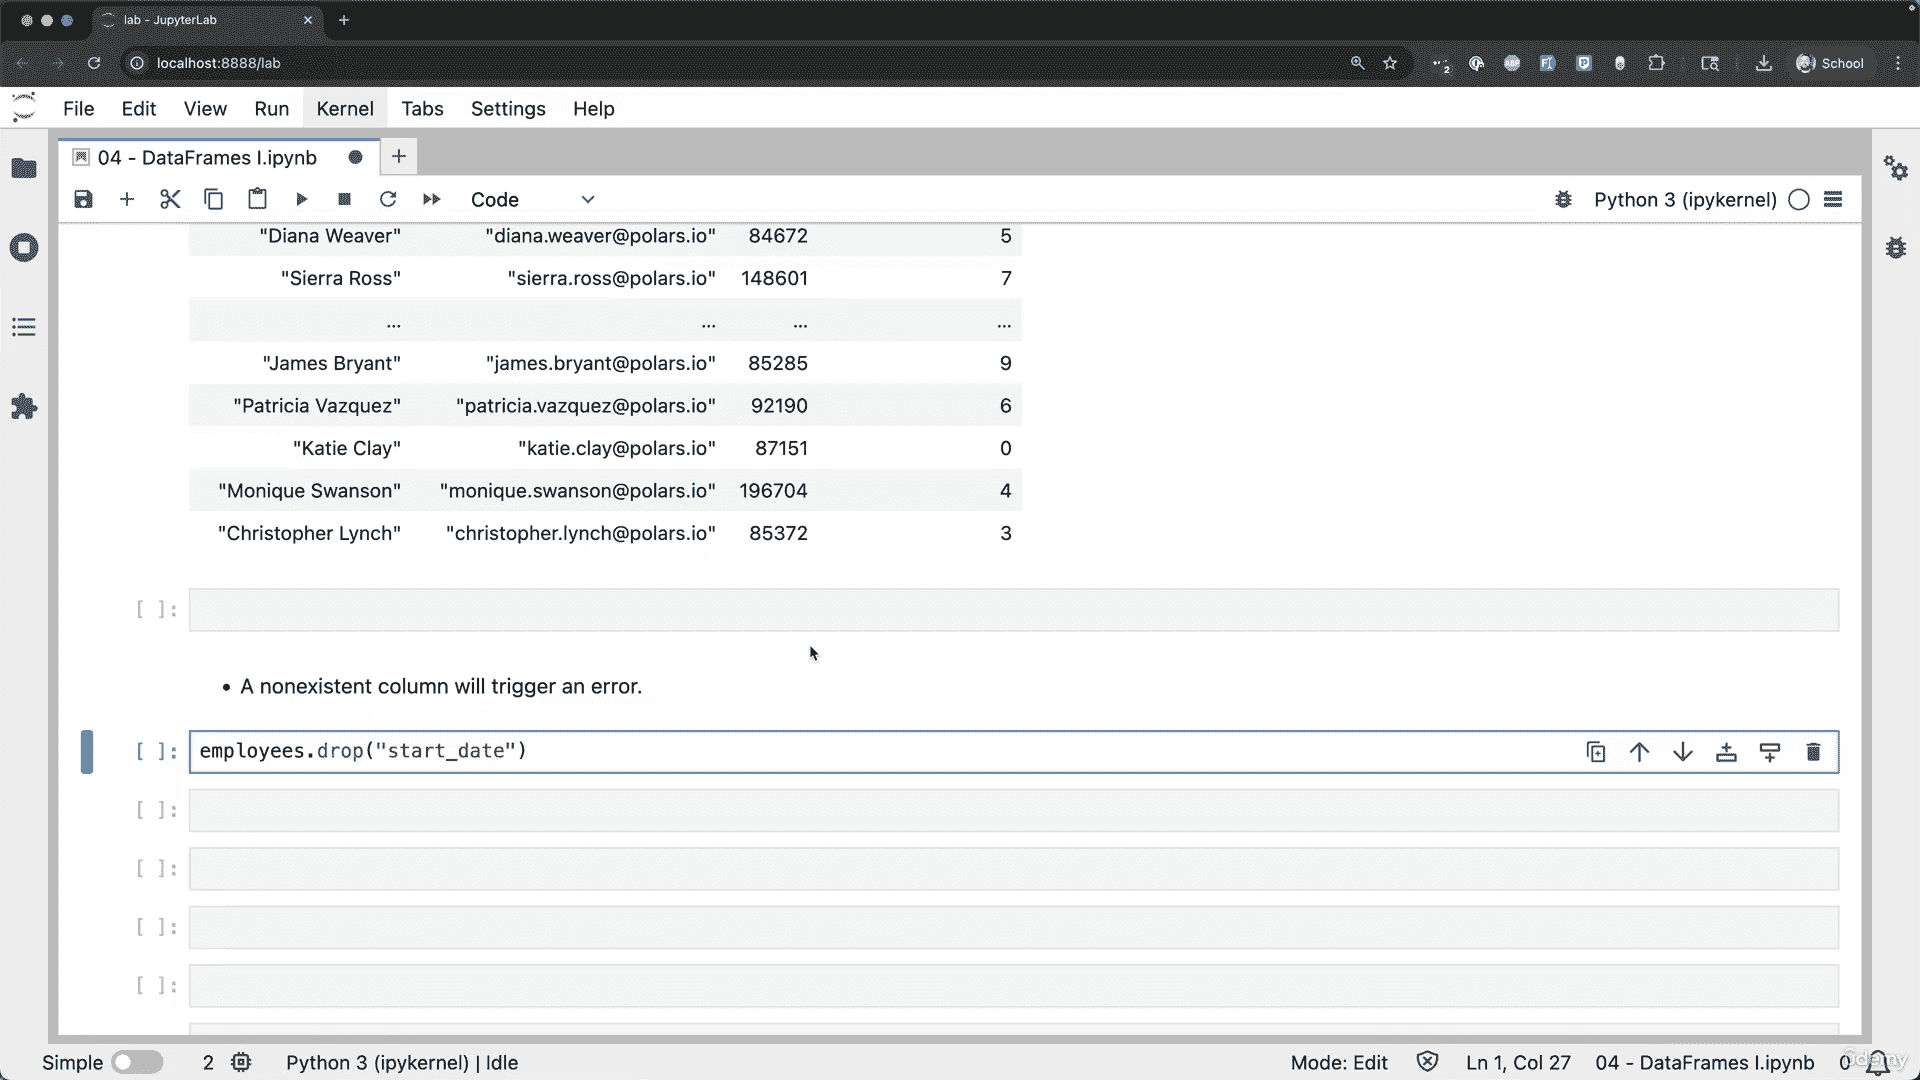 lab - JupyterLab
localhost:8888/lab
2
School
File Edit View Run Kernel Tabs Settings Help
04 - DataFrames I.ipynb
Code
Python 3 (ipykernel)
"Diana Weaver" "diana.weaver@polars.io" 84672 5
"Sierra Ross" "sierra.ross@polars.io" 148601 7
… … … …
"James Bryant" "james.bryant@polars.io" 85285 9
"Patricia Vazquez" "patricia.vazquez@polars.io" 92190 6
"Katie Clay" "katie.clay@polars.io" 87151 0
"Monique Swanson" "monique.swanson@polars.io" 196704 4
"Christopher Lynch" "christopher.lynch@polars.io" 85372 3
[ ]:
• A nonexistent column will trigger an error.
[ ]: employees.drop("start_date")
[ ]:
[ ]:
[ ]:
[ ]:
Simple 2 Python 3 (ipykernel) | Idle Mode: Edit Ln 1, Col 27 04 - DataFrames I.ipynb 0
Udemy